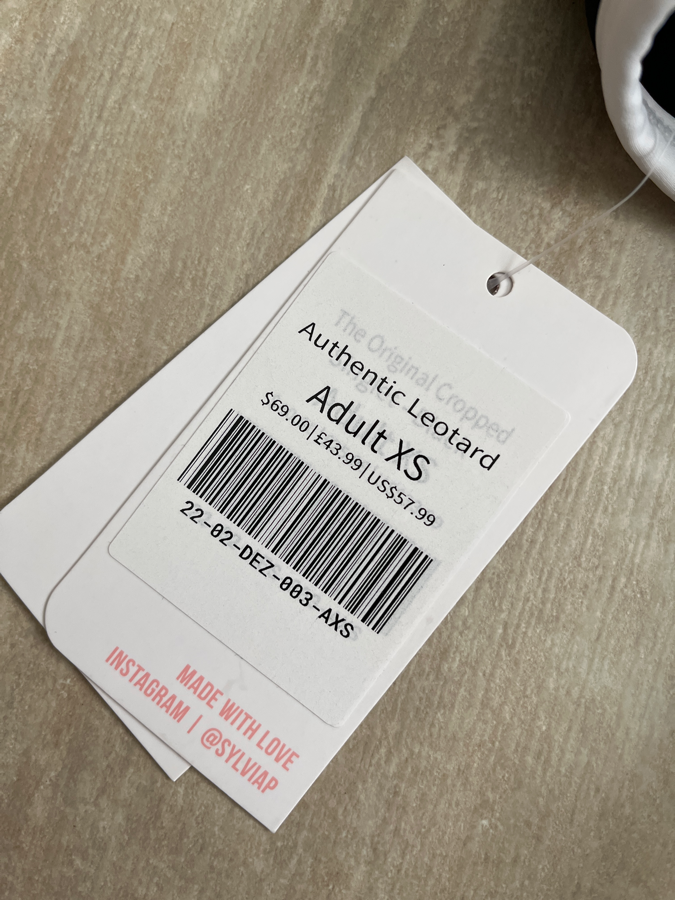 The Original Cropped
Authentic Leotard
Adult XS
$69.00|£43.99|US$57.99
22-02-DEZ-003-AXS
MADE WITH LOVE
INSTAGRAM | @SYLVIAP